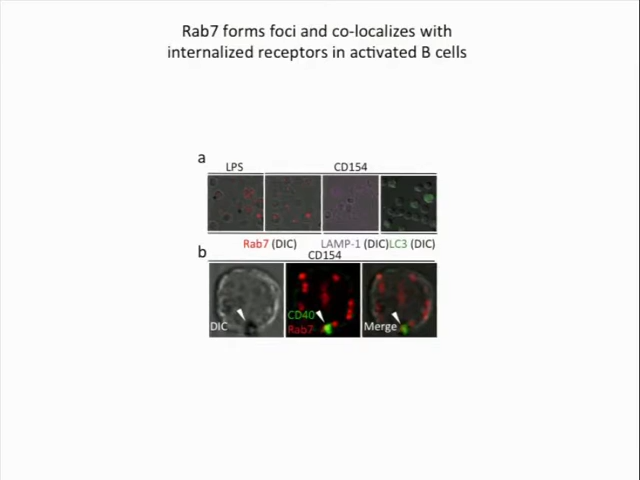 Rab7 forms foci and co-localizes with
internalized receptors in activated B cells
a
LPS
CD154
Rab7 (DIC)
LAMP-1 (DIC)
LC3 (DIC)
b
CD154
DIC
CD40
Rab7
Merge